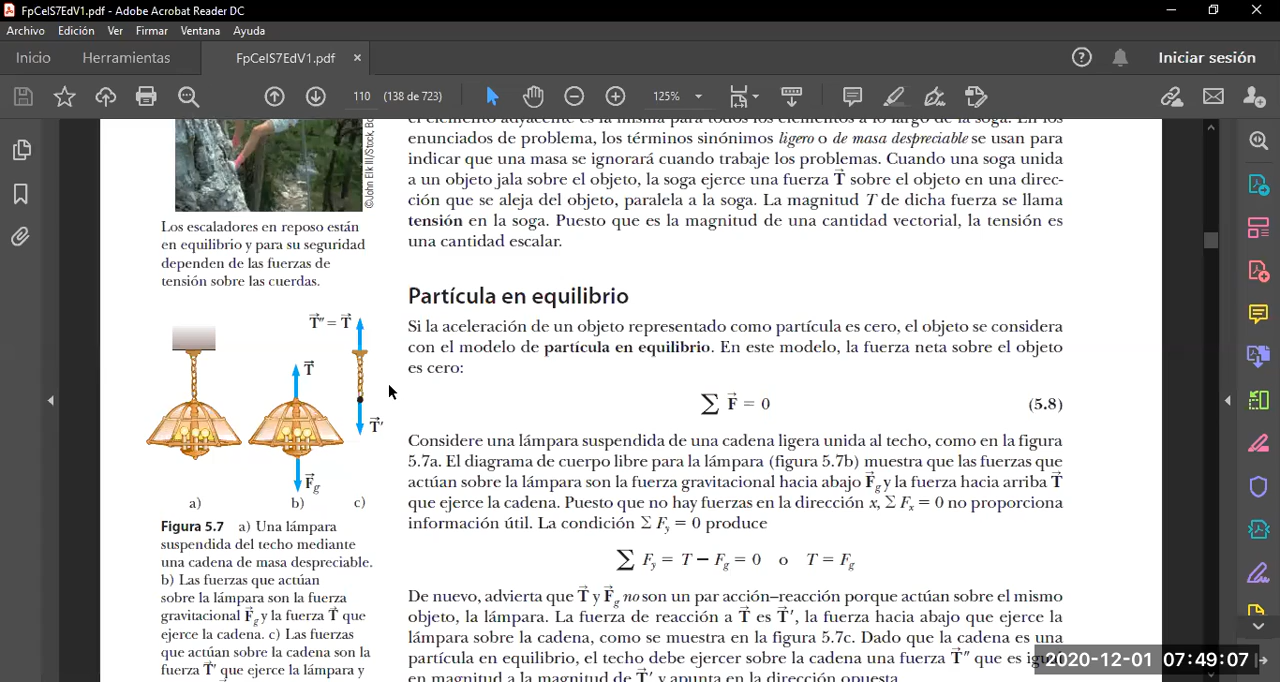 FpCeIS7EdV1.pdf - Adobe Acrobat Reader DC
Archivo Edición Ver Firmar Ventana Ayuda
Inicio Herramientas FpCeIS7EdV1.pdf × Iniciar sesión
110 (138 de 723) 125%
©John Elk III/Stock, Bo
Los escaladores en reposo están
en equilibrio y para su seguridad
dependen de las fuerzas de
tensión sobre las cuerdas.
T⃗″ = T⃗
T⃗
T⃗′
F⃗g
a) b) c)
Figura 5.7 a) Una lámpara
suspendida del techo mediante
una cadena de masa despreciable.
b) Las fuerzas que actúan
sobre la lámpara son la fuerza
gravitacional F⃗g y la fuerza T⃗ que
ejerce la cadena. c) Las fuerzas
que actúan sobre la cadena son la
fuerza T⃗′ que ejerce la lámpara y
el elemento adyacente es la misma para todos los elementos a lo largo de la soga. En los
enunciados de problema, los términos sinónimos ligero o de masa despreciable se usan para
indicar que una masa se ignorará cuando trabaje los problemas. Cuando una soga unida
a un objeto jala sobre el objeto, la soga ejerce una fuerza T⃗ sobre el objeto en una direc-
ción que se aleja del objeto, paralela a la soga. La magnitud T de dicha fuerza se llama
tensión en la soga. Puesto que es la magnitud de una cantidad vectorial, la tensión es
una cantidad escalar.
Partícula en equilibrio
Si la aceleración de un objeto representado como partícula es cero, el objeto se considera
con el modelo de partícula en equilibrio. En este modelo, la fuerza neta sobre el objeto
es cero:
∑ F⃗ = 0 (5.8)
Considere una lámpara suspendida de una cadena ligera unida al techo, como en la figura
5.7a. El diagrama de cuerpo libre para la lámpara (figura 5.7b) muestra que las fuerzas que
actúan sobre la lámpara son la fuerza gravitacional hacia abajo F⃗g y la fuerza hacia arriba T⃗
que ejerce la cadena. Puesto que no hay fuerzas en la dirección x, Σ Fx = 0 no proporciona
información útil. La condición Σ Fy = 0 produce
∑ Fy = T − Fg = 0 o T = Fg
De nuevo, advierta que T⃗ y F⃗g no son un par acción–reacción porque actúan sobre el mismo
objeto, la lámpara. La fuerza de reacción a T⃗ es T⃗′, la fuerza hacia abajo que ejerce la
lámpara sobre la cadena, como se muestra en la figura 5.7c. Dado que la cadena es una
partícula en equilibrio, el techo debe ejercer sobre la cadena una fuerza T⃗″ que es igual
en magnitud a la magnitud de T⃗′ y apunta en la dirección opuesta.
2020-12-01 07:49:07